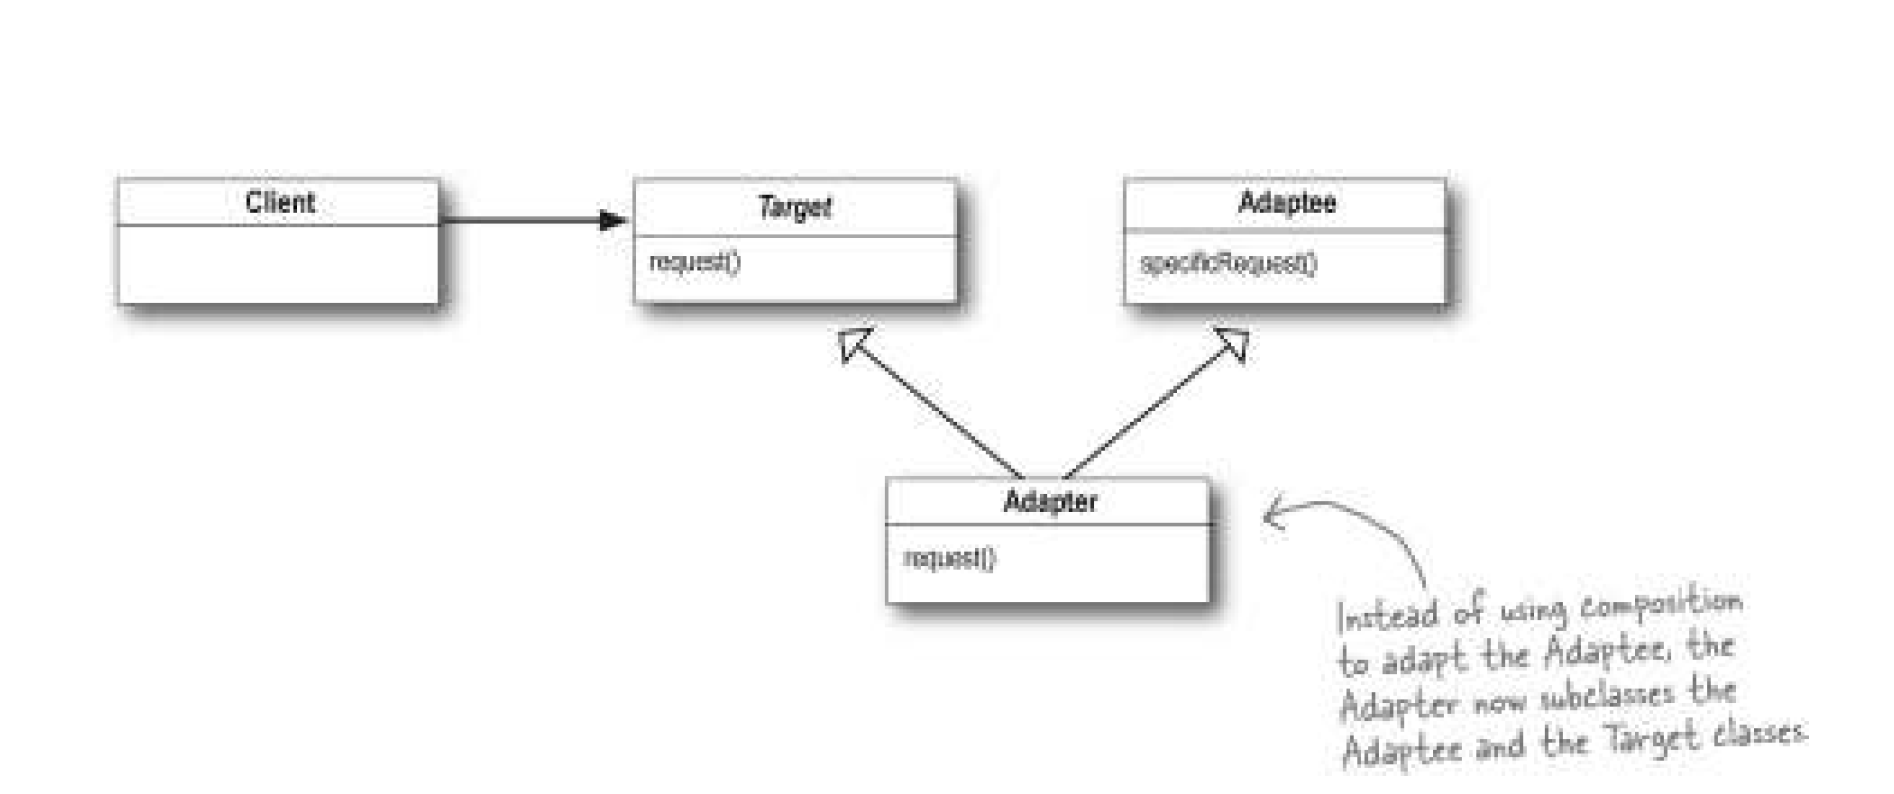 Client
Target
request()
Adaptee
specificRequest()
Adapter
request()
Instead of using composition
to adapt the Adaptee, the
Adapter now subclasses the
Adaptee and the Target classes.